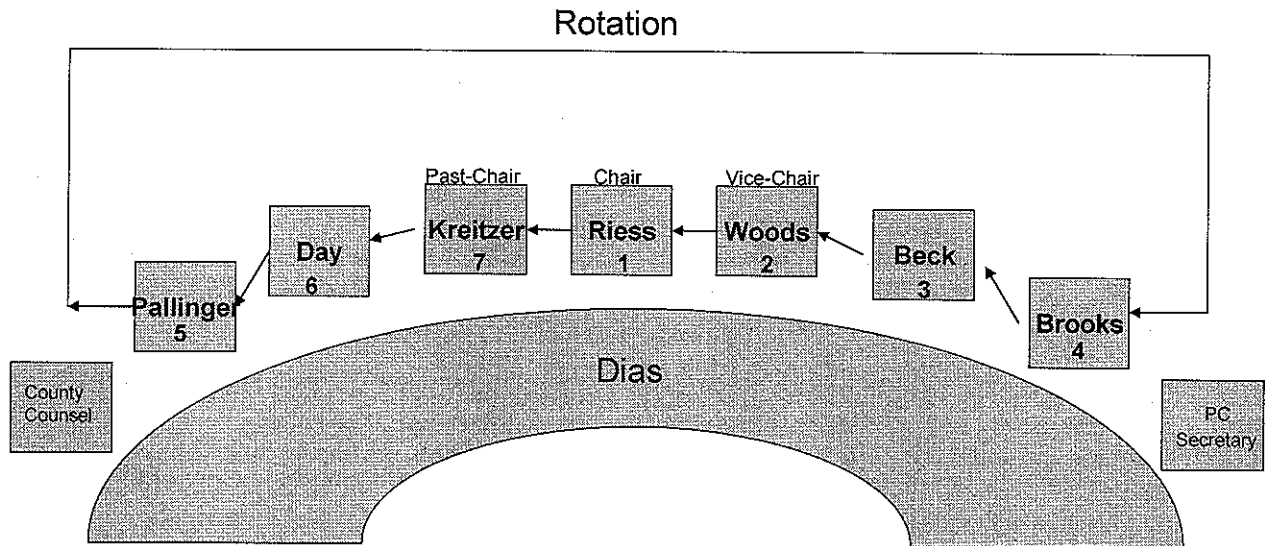 Rotation
Past-Chair
Chair
Vice-Chair
Kreitzer
7
Riess
1
Woods
2
Day
6
Beck
3
Pallinger
5
Brooks
4
Dias
County
Counsel
PC
Secretary